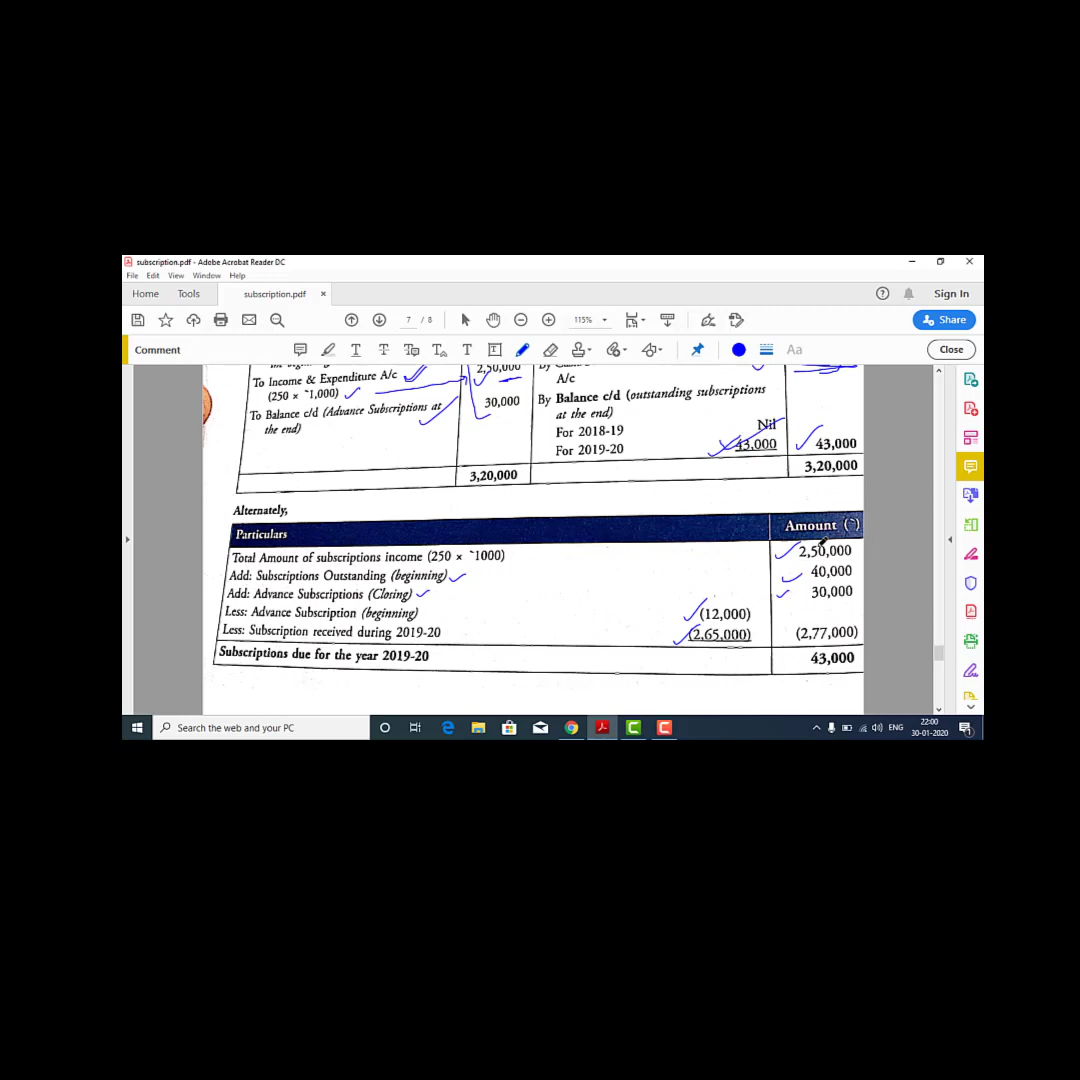 subscription.pdf - Adobe Acrobat Reader DC
File Edit View Window Help
Home Tools subscription.pdf × Sign In
7 / 8 115% Share
Comment Aa Close
To Income & Expenditure A/c 2,50,000 By
(250 × `1,000) A/c
To Balance c/d (Advance Subscriptions at 30,000 By Balance c/d (outstanding subscriptions
the end) at the end)
For 2018-19 Nil
For 2019-20 43,000 43,000
3,20,000 3,20,000
Alternately,
Particulars Amount (`)
Total Amount of subscriptions income (250 × `1000) 2,50,000
Add: Subscriptions Outstanding (beginning) 40,000
Add: Advance Subscriptions (Closing) 30,000
Less: Advance Subscription (beginning) (12,000)
Less: Subscription received during 2019-20 (2,65,000) (2,77,000)
Subscriptions due for the year 2019-20 43,000
Search the web and your PC ENG 22:00
30-01-2020